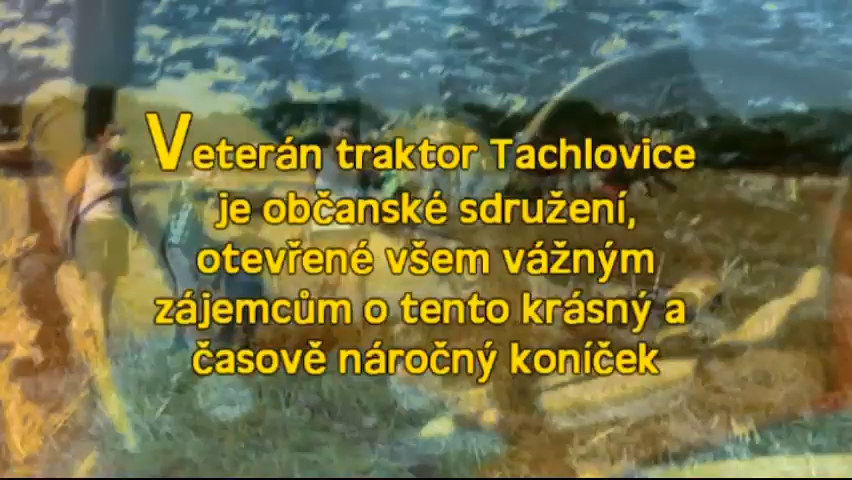 Veterán traktor Tachlovice
je občanské sdružení,
otevřené všem vážným
zájemcům o tento krásný a
časově náročný koníček